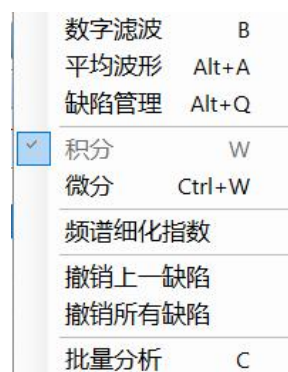 数字滤波 B
平均波形 Alt+A
缺陷管理 Alt+Q
积分 W
微分 Ctrl+W
频谱细化指数
撤销上一缺陷
撤销所有缺陷
批量分析 C